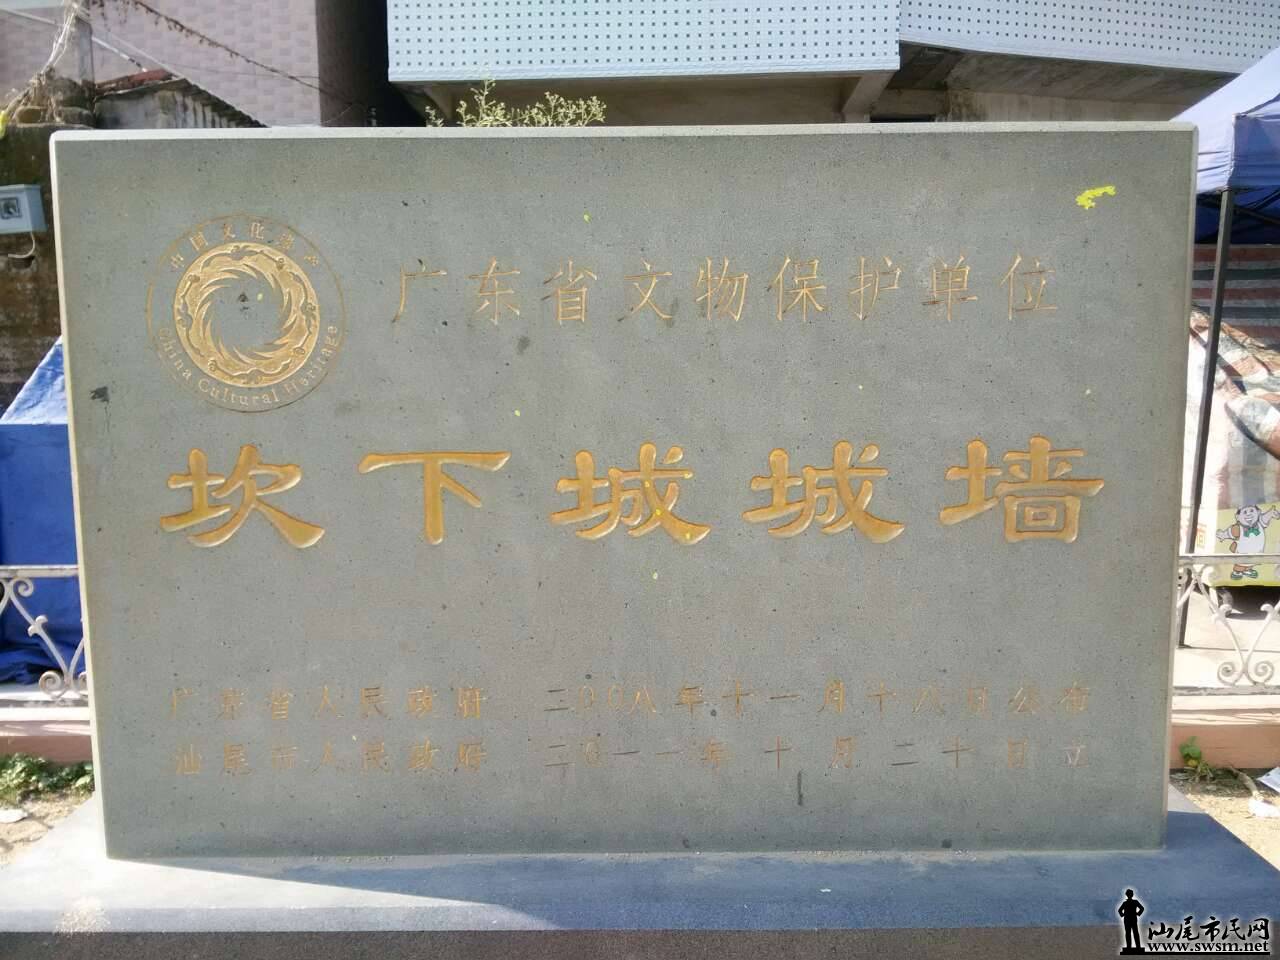 中国文化遗产
China Cultural Heritage
广东省文物保护单位
坎下城城墙
广东省人民政府 二00八年十一月十八日公布
汕尾市人民政府 二0一一年十月二十日立
汕尾市民网
www.swsm.net